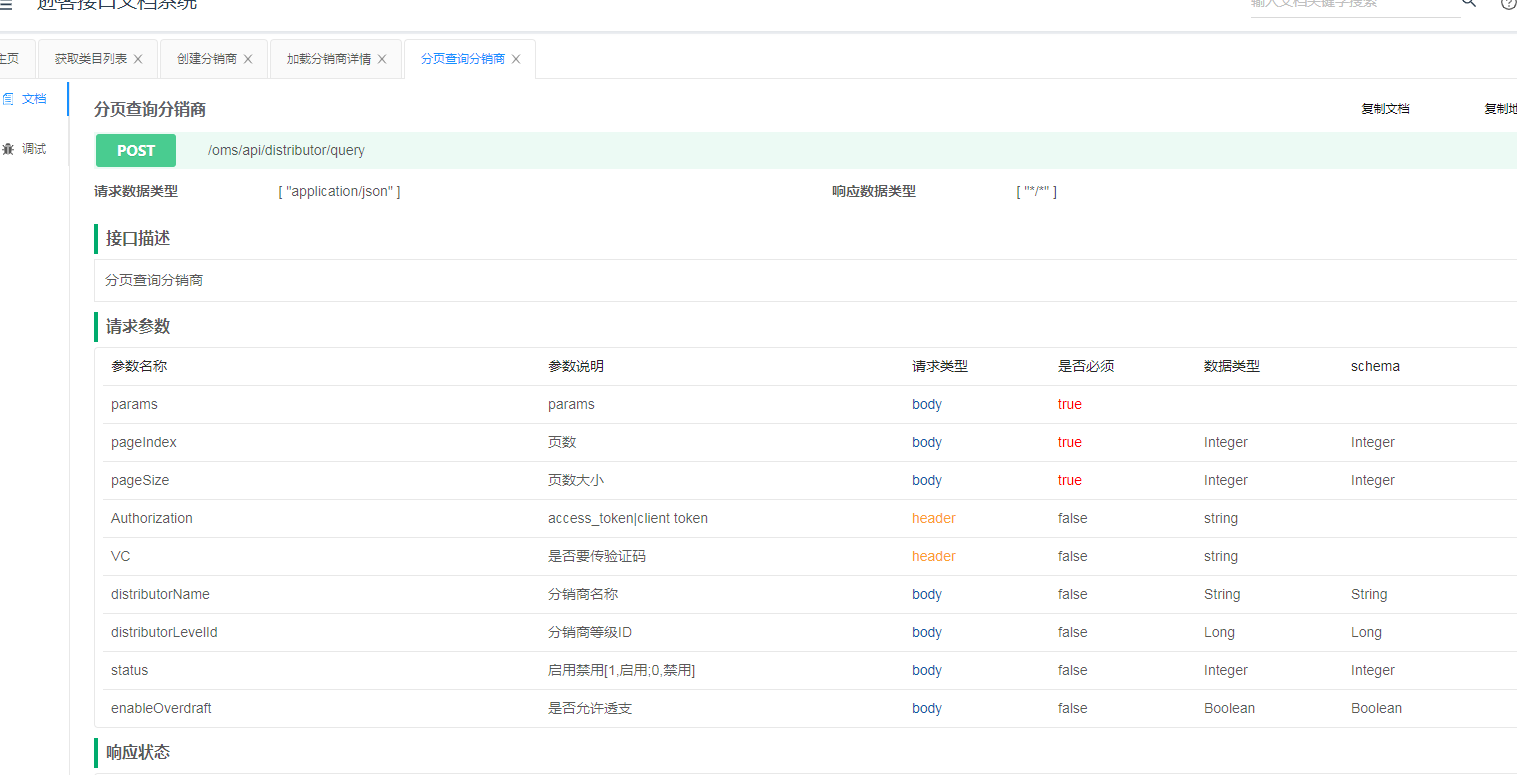 接口文档系统
主页 获取类目列表 创建分销商 加载分销商详情 分页查询分销商
文档
调试
分页查询分销商 复制文档 复制地
POST /oms/api/distributor/query
请求数据类型 [ "application/json" ] 响应数据类型 [ "*/*" ]
接口描述
分页查询分销商
请求参数
参数名称 参数说明 请求类型 是否必须 数据类型 schema
params params body true
pageIndex 页数 body true Integer Integer
pageSize 页数大小 body true Integer Integer
Authorization access_token|client token header false string
VC 是否要传验证码 header false string
distributorName 分销商名称 body false String String
distributorLevelId 分销商等级ID body false Long Long
status 启用禁用[1,启用;0,禁用] body false Integer Integer
enableOverdraft 是否允许透支 body false Boolean Boolean
响应状态